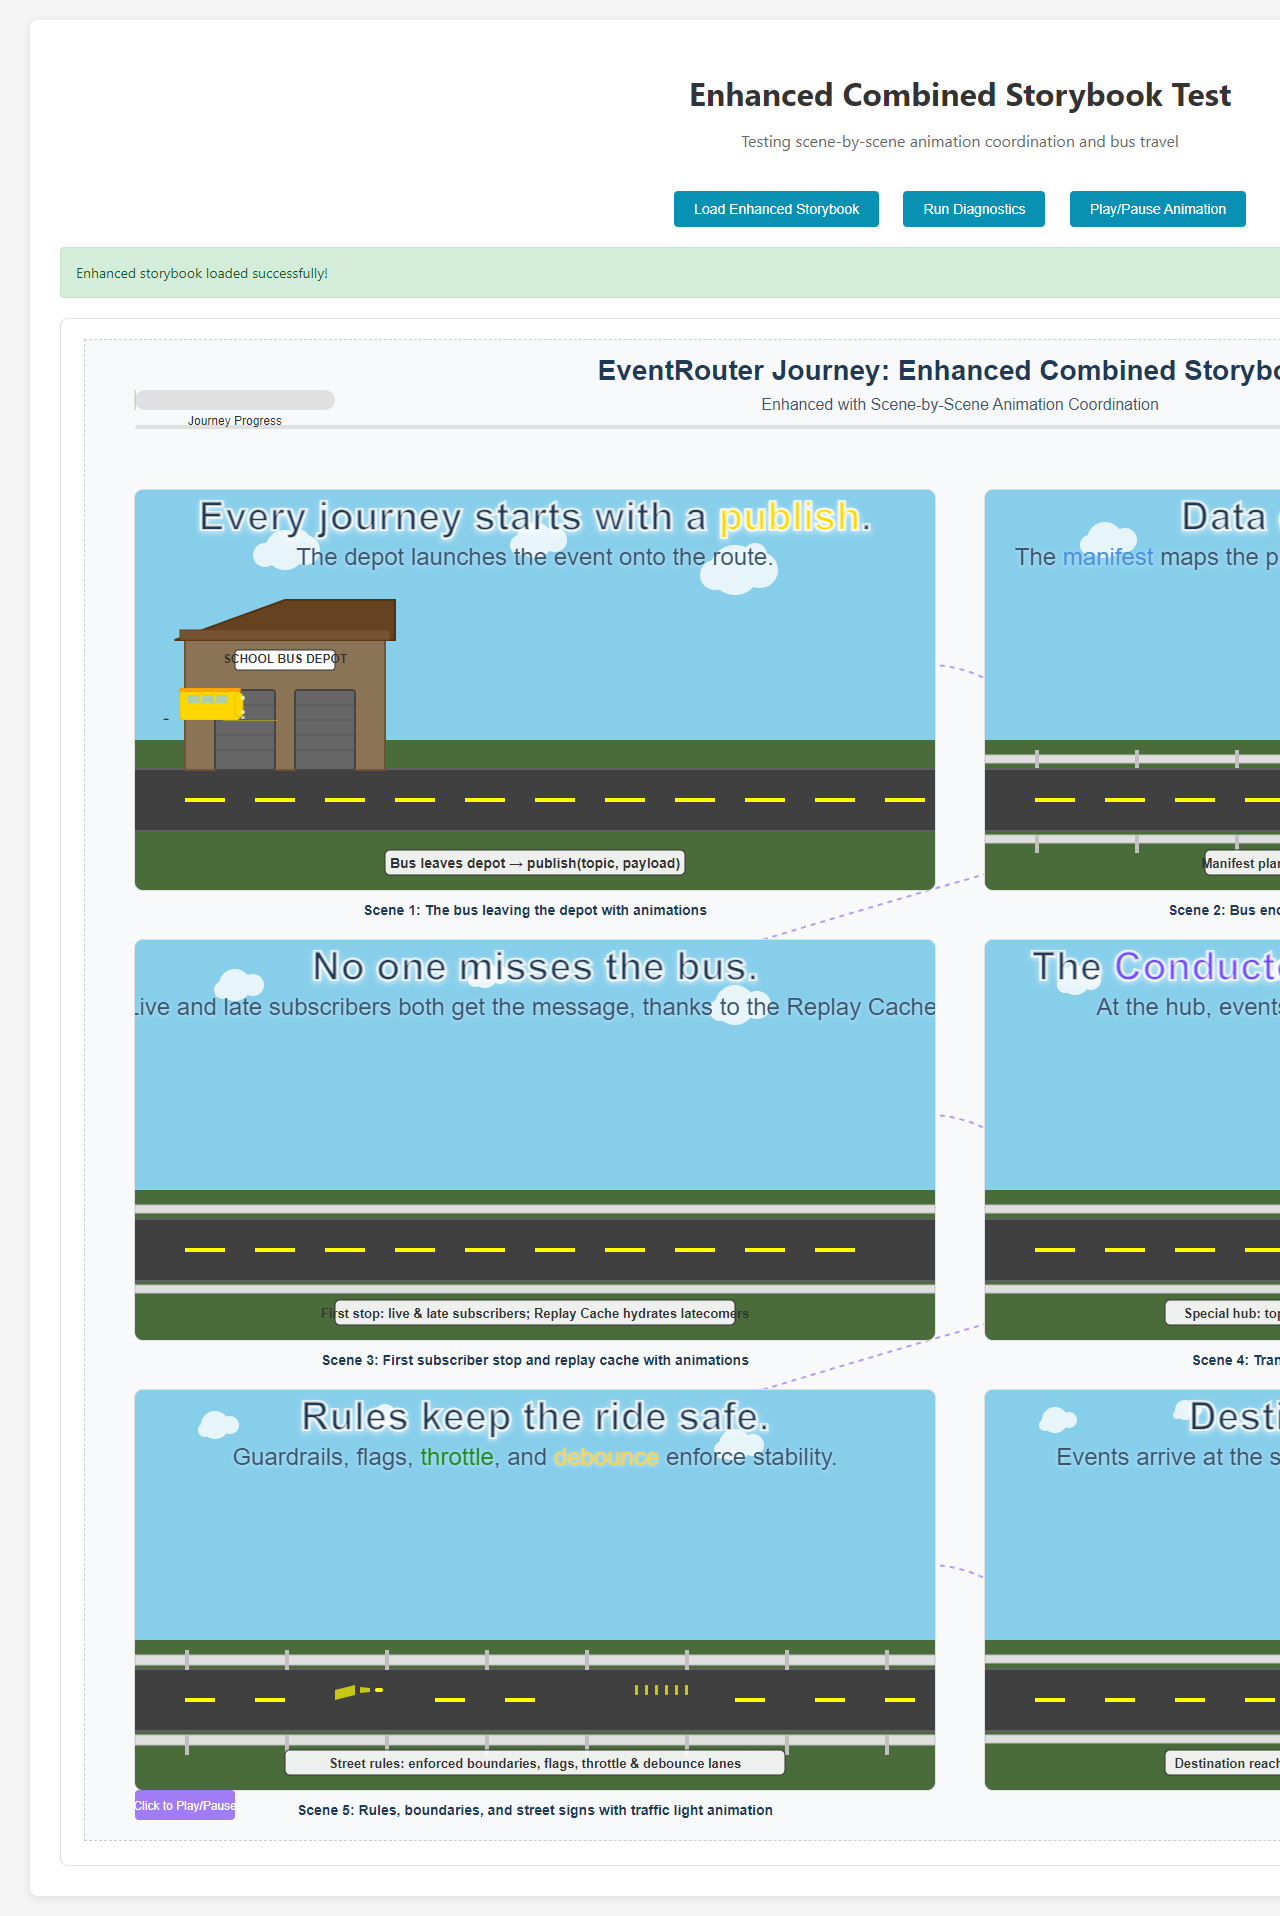 Enhanced Combined Storybook Test
Testing scene-by-scene animation coordination and bus travel
Load Enhanced Storybook
Run Diagnostics
Play/Pause Animation
Enhanced storybook loaded successfully!
EventRouter Journey: Enhanced Combined Storybo
Enhanced with Scene-by-Scene Animation Coordination
Journey Progress
Every journey starts with a publish.
The depot launches the event onto the route.
SCHOOL BUS DEPOT
Bus leaves depot → publish(topic, payload)
Scene 1: The bus leaving the depot with animations
Data
The manifest maps the p
Manifest plan
Scene 2: Bus enc
No one misses the bus.
Live and late subscribers both get the message, thanks to the Replay Cache
First stop: live & late subscribers; Replay Cache hydrates latecomers
Scene 3: First subscriber stop and replay cache with animations
The Conducto
At the hub, events
Special hub: top
Scene 4: Tran
Rules keep the ride safe.
Guardrails, flags, throttle, and debounce enforce stability.
Street rules: enforced boundaries, flags, throttle & debounce lanes
Click to Play/Pause
Scene 5: Rules, boundaries, and street signs with traffic light animation
Desti
Events arrive at the s
Destination reach